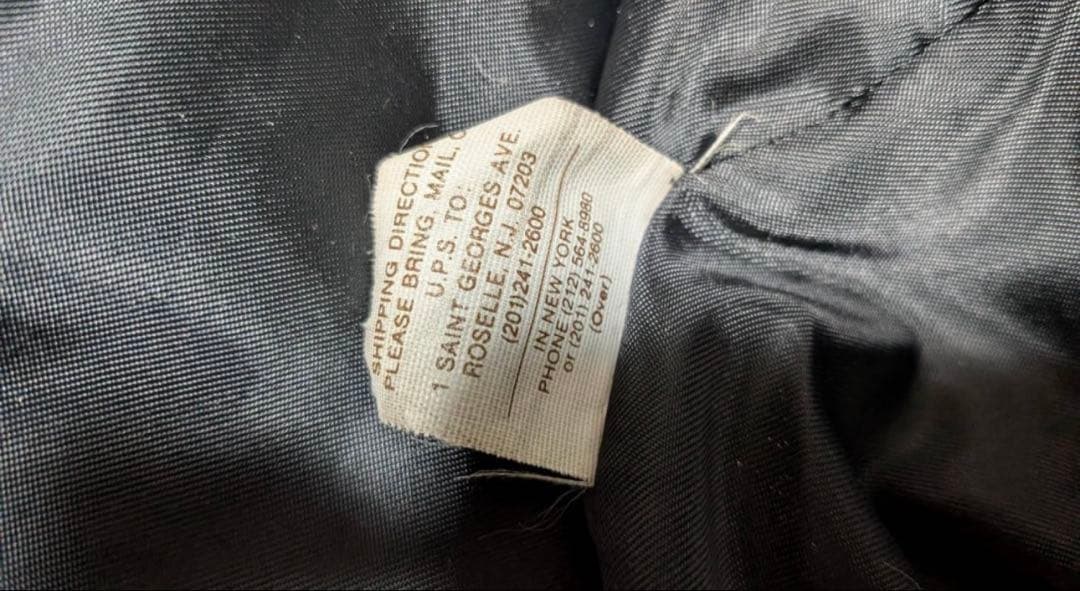 SHIPPING DIRECTIO
PLEASE BRING, MAIL,
U.P.S. TO:
1 SAINT GEORGES AVE.
ROSELLE, N.J. 07203
(201)241-2600
IN NEW YORK
PHONE (212) 564-8980
or (201) 241-2600
(Over)